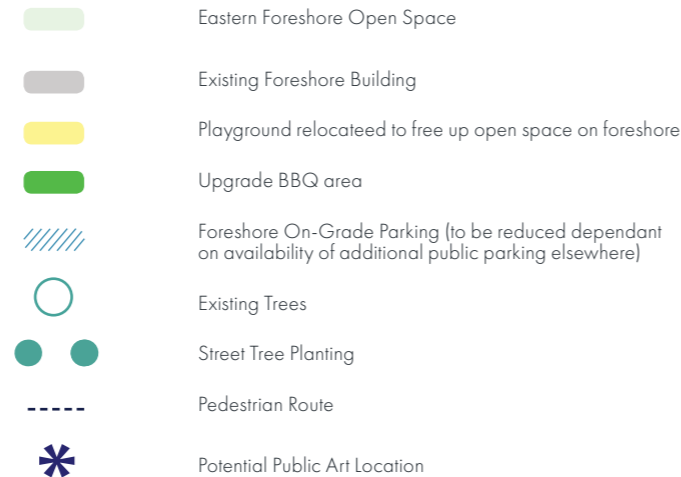 Eastern Foreshore Open Space
Existing Foreshore Building
Playground relocateed to free up open space on foreshore
Upgrade BBQ area
Foreshore On-Grade Parking (to be reduced dependant
on availability of additional public parking elsewhere)
Existing Trees
Street Tree Planting
Pedestrian Route
Potential Public Art Location